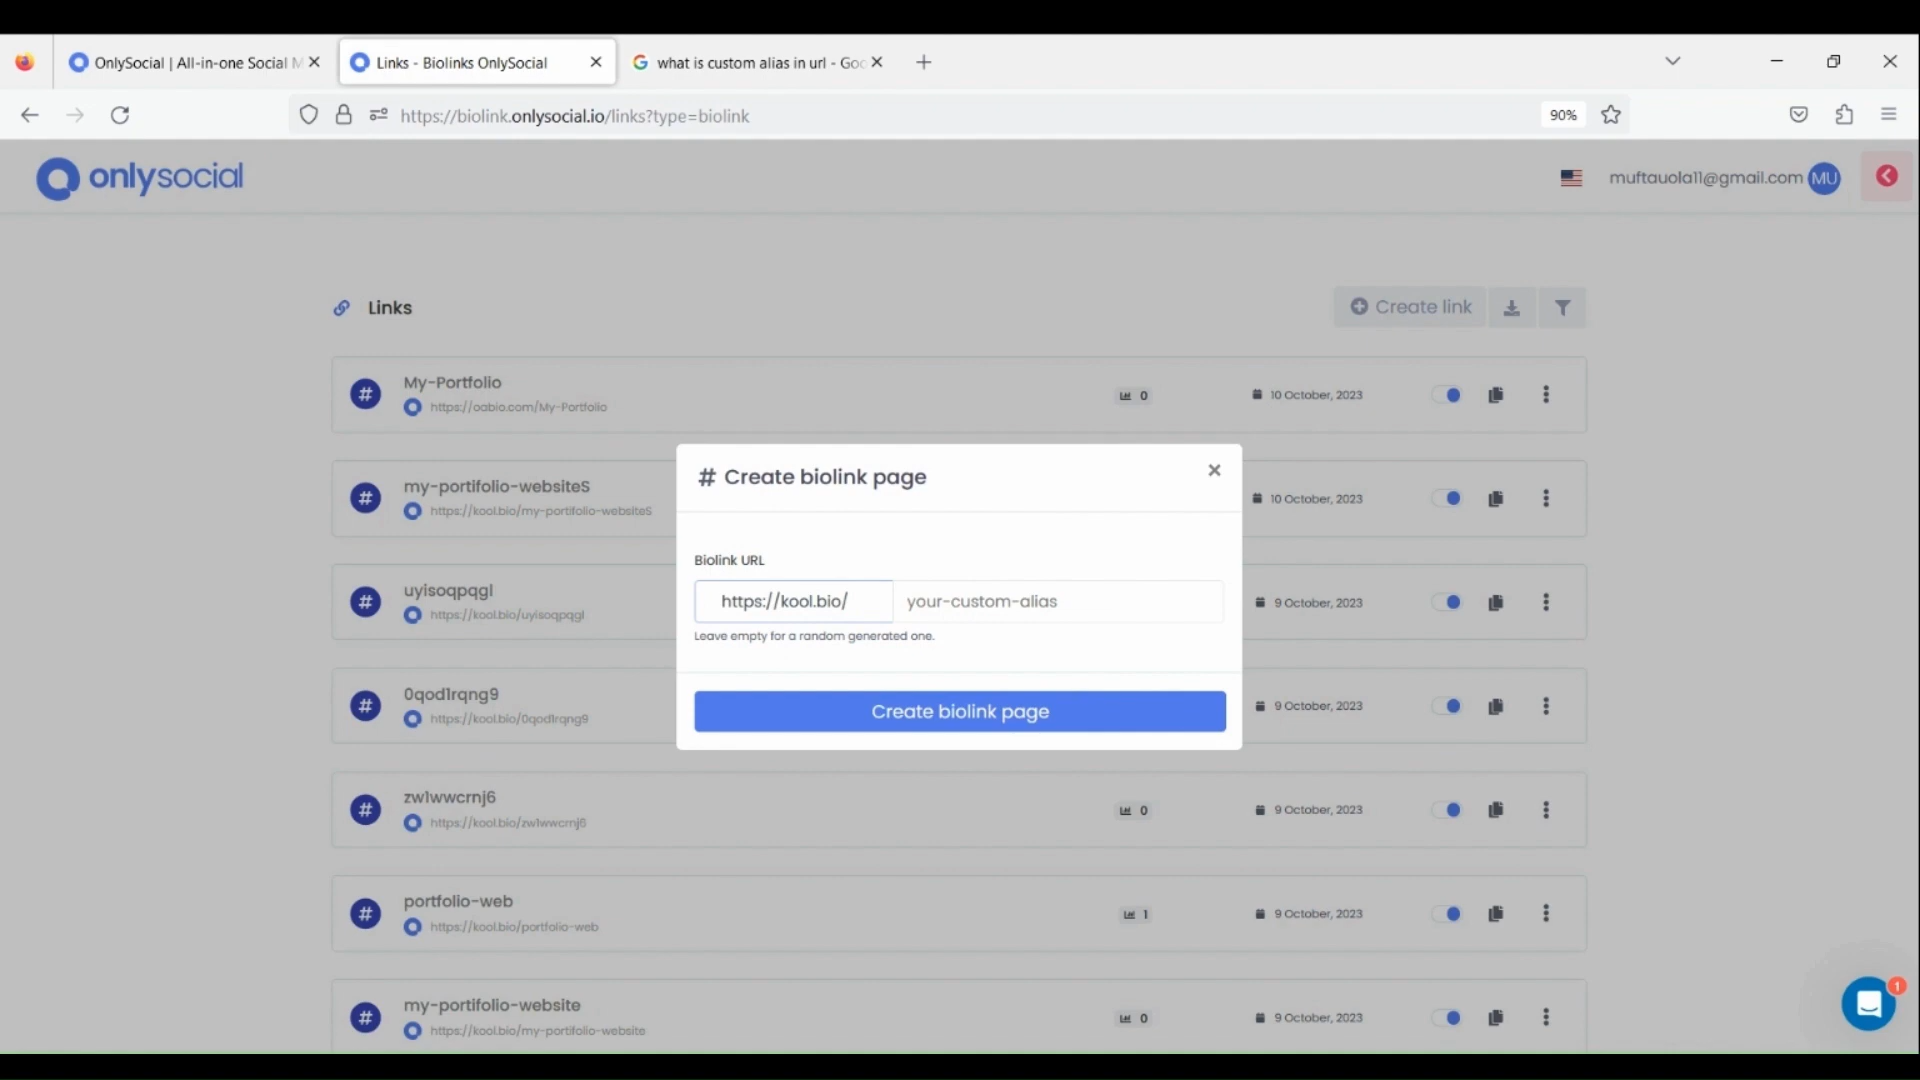 OnlySocial | All-in-one Social M
Links - Biolinks OnlySocial
what is custom alias in url - Goo
https://biolink.onlysocial.io/links?type=biolink
90%
onlysocial
muftauola11@gmail.com
MU
Links
Create link
My-Portfolio
https://oabio.com/My-Portfolio
0
10 October, 2023
my-portifolio-websiteS
https://kool.bio/my-portifolio-websiteS
10 October, 2023
# Create biolink page
Biolink URL
https://kool.bio/
your-custom-alias
Leave empty for a random generated one.
Create biolink page
uyisoqpqgl
https://kool.bio/uyisoqpqgl
9 October, 2023
0qod1rqng9
https://kool.bio/0qod1rqng9
9 October, 2023
zw1wwcrnj6
https://kool.bio/zw1wwcrnj6
0
9 October, 2023
portfolio-web
https://kool.bio/portfolio-web
1
9 October, 2023
my-portifolio-website
https://kool.bio/my-portifolio-website
0
9 October, 2023
1